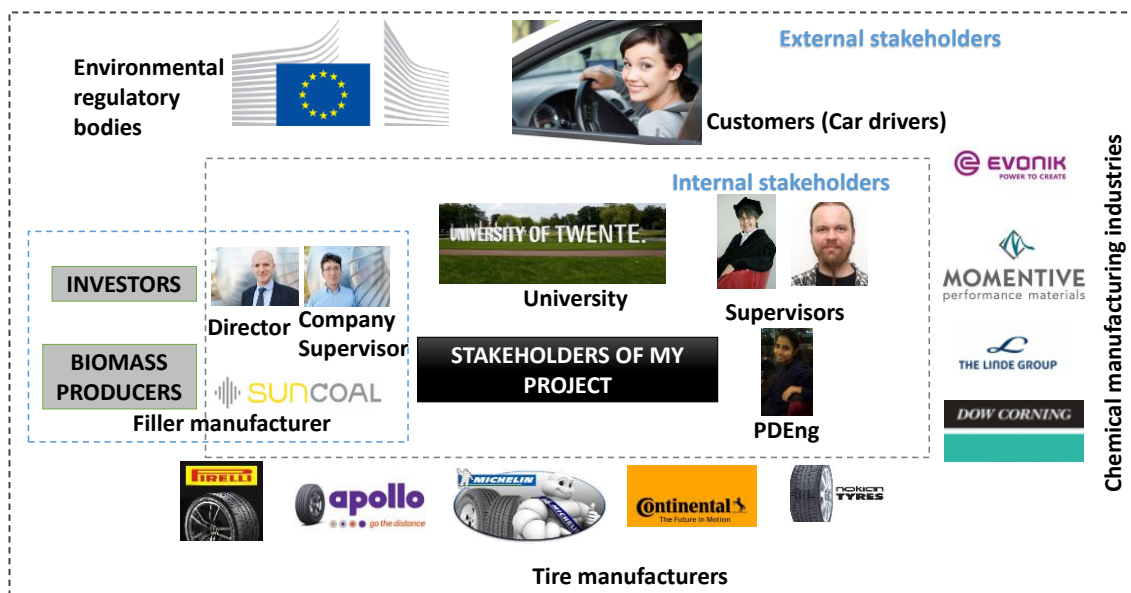 External stakeholders
Environmental
regulatory
bodies
Customers (Car drivers)
Chemical manufacturing industries
EVONIK
POWER TO CREATE
Internal stakeholders
UNIVERSITY OF TWENTE.
INVESTORS
University
MOMENTIVE
performance materials
Director
Company
Supervisor
Supervisors
BIOMASS
PRODUCERS
STAKEHOLDERS OF MY
PROJECT
THE LINDE GROUP
SUNCOAL
Filler manufacturer
PDEng
DOW CORNING
PIRELLI
apollo
go the distance
MICHELIN
MICHELIN
Continental
The Future in Motion
nokian
TYRES
Tire manufacturers